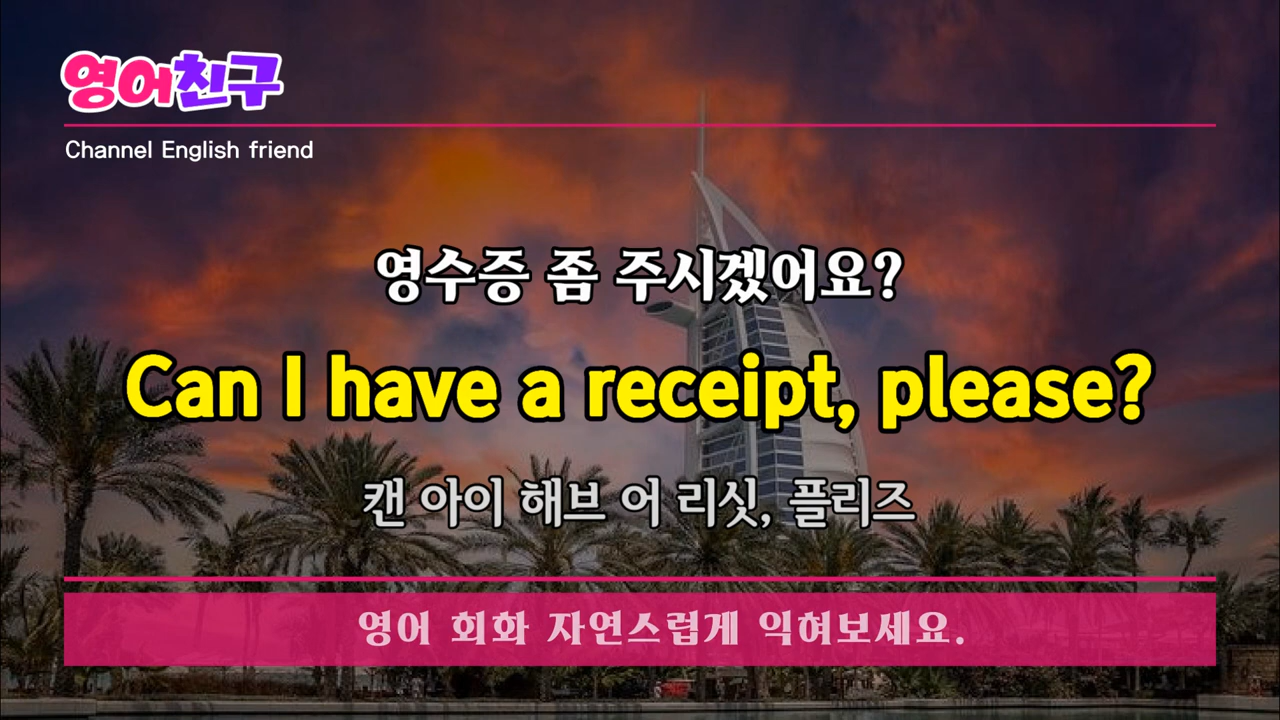 영어친구
Channel English friend
영수증 좀 주시겠어요?
Can I have a receipt, please?
캔 아이 해브 어 리싯, 플리즈
영어 회화 자연스럽게 익혀보세요.